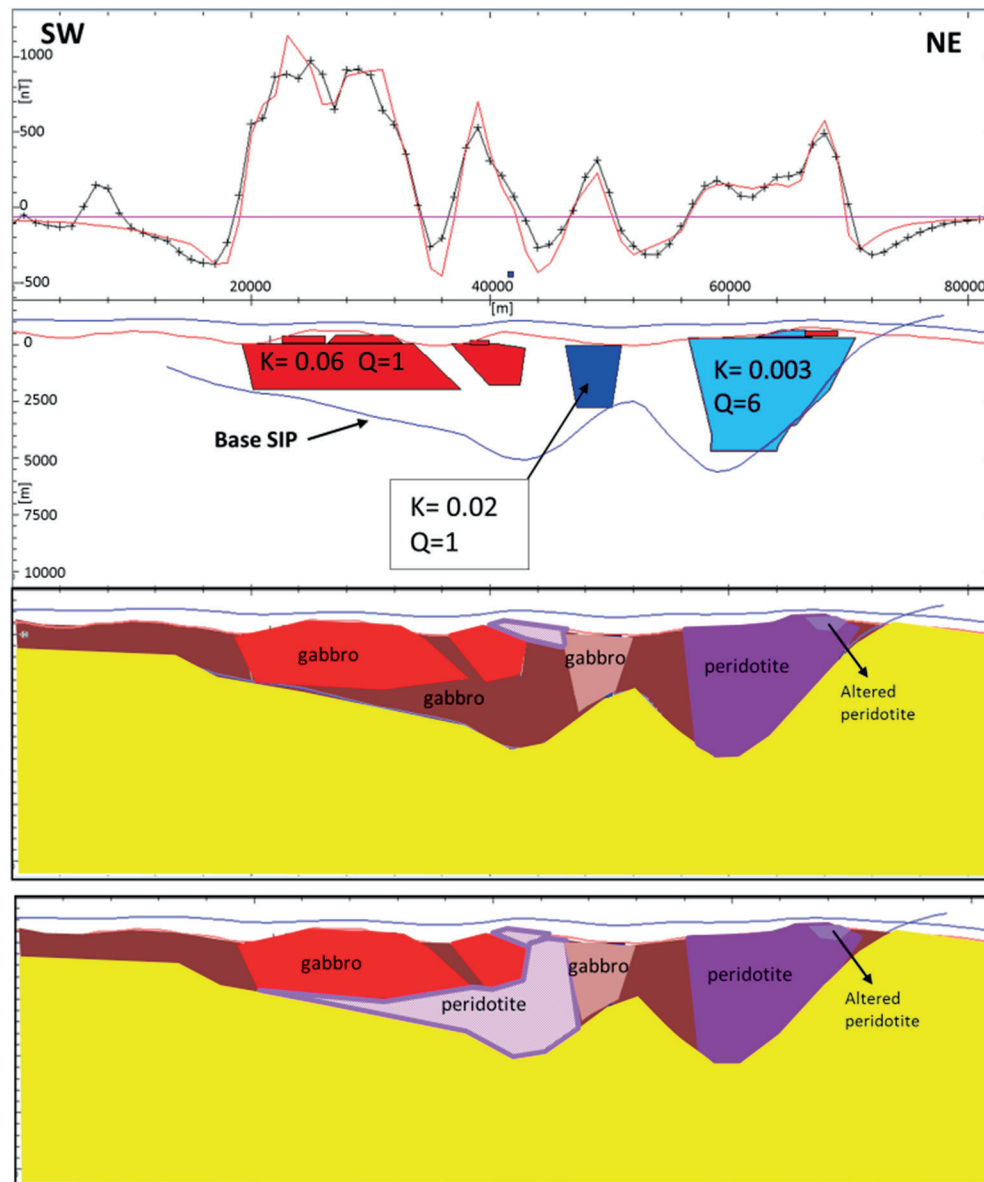 SW
NE
1000
[nT]
500
0
-500
20000
40000
60000
80000
[m]
0
K= 0.06 Q=1
K= 0.003
Q=6
2500
Base SIP
5000
[m]
K= 0.02
Q=1
7500
10000
gabbro
gabbro
gabbro
peridotite
Altered
peridotite
gabbro
peridotite
gabbro
peridotite
Altered
peridotite